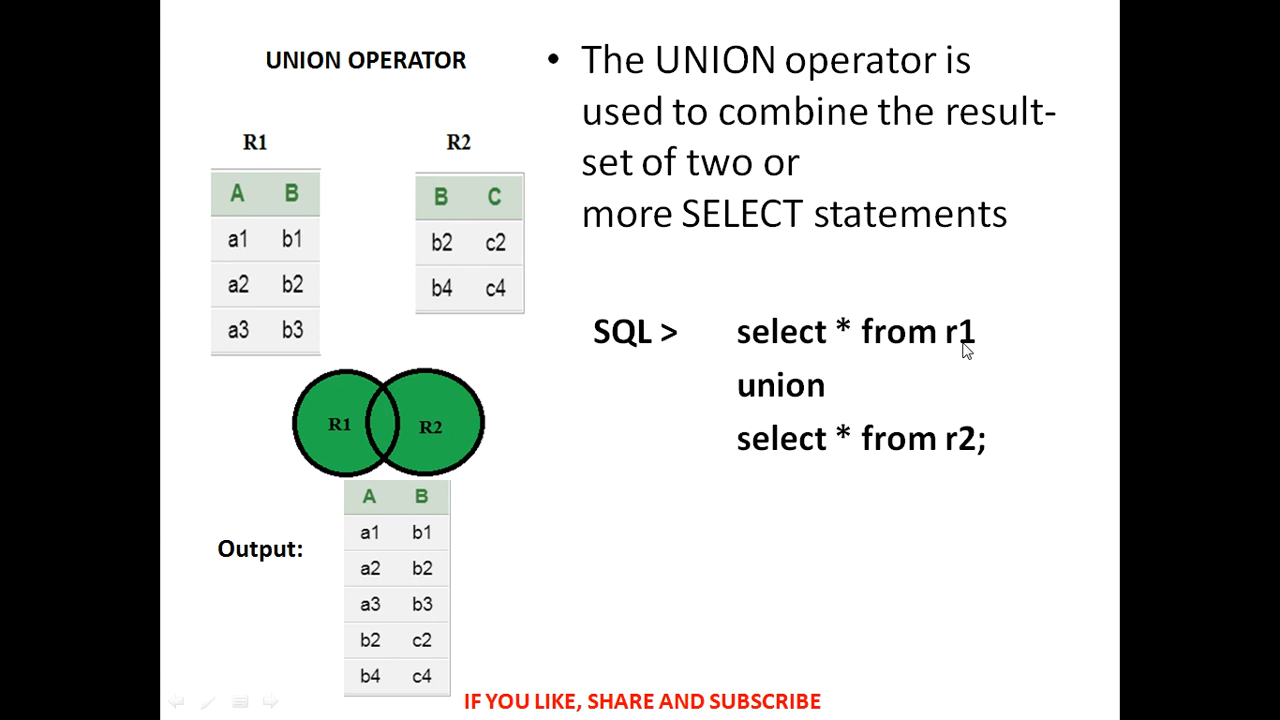 UNION OPERATOR
R1
A B
a1 b1
a2 b2
a3 b3
R2
B C
b2 c2
b4 c4
R1 R2
Output:
A B
a1 b1
a2 b2
a3 b3
b2 c2
b4 c4
• The UNION operator is
used to combine the result-
set of two or
more SELECT statements
SQL > select * from r1
union
select * from r2;
IF YOU LIKE, SHARE AND SUBSCRIBE